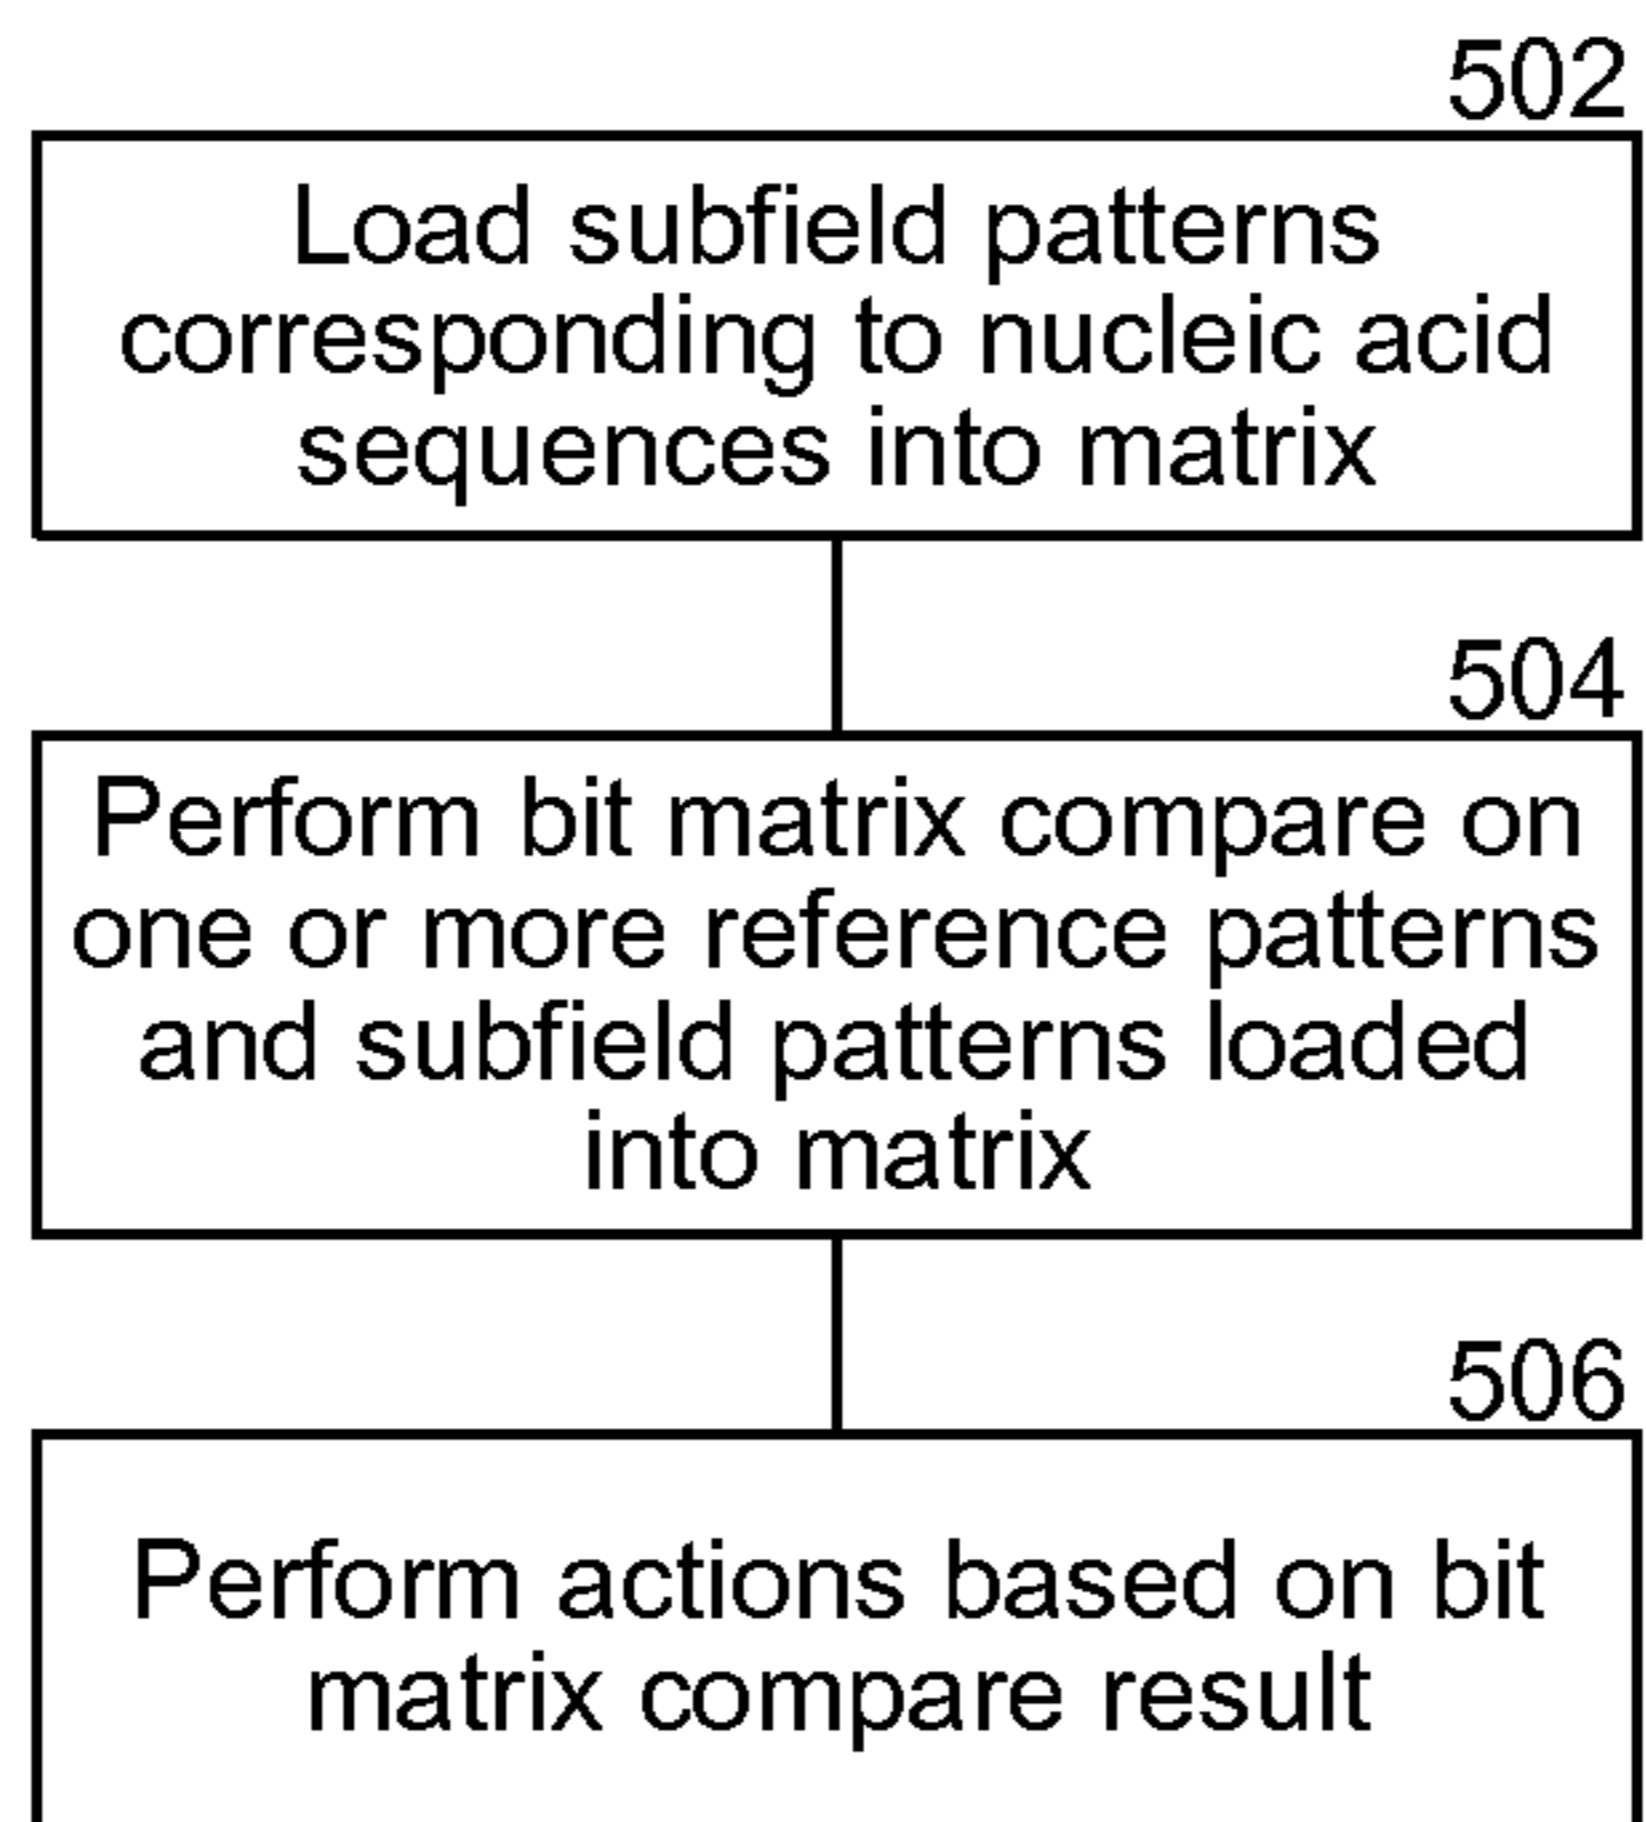 502
Load subfield patterns
corresponding to nucleic acid
sequences into matrix
504
Perform bit matrix compare on
one or more reference patterns
and subfield patterns loaded
into matrix
506
Perform actions based on bit
matrix compare result